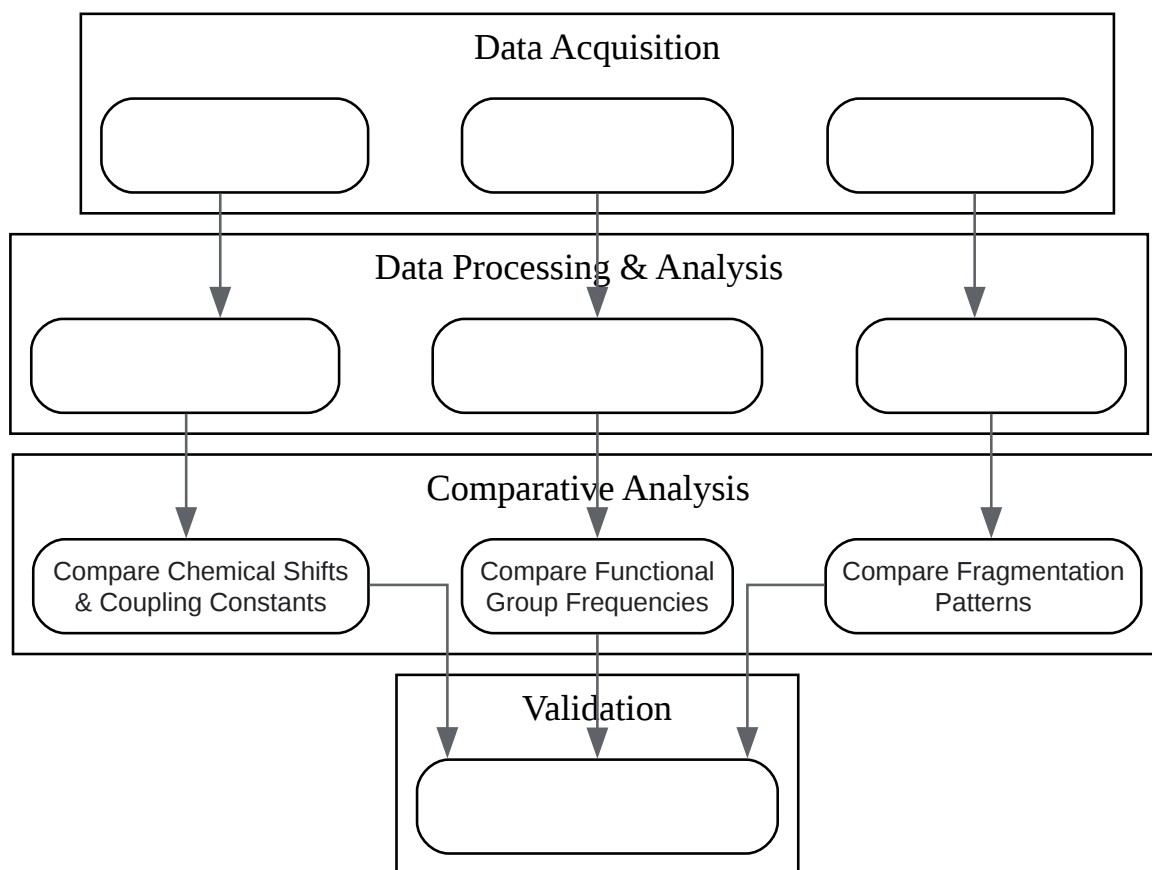 Data Acquisition
Data Processing & Analysis
Comparative Analysis
Compare Chemical Shifts
& Coupling Constants
Compare Functional
Group Frequencies
Compare Fragmentation
Patterns
Validation